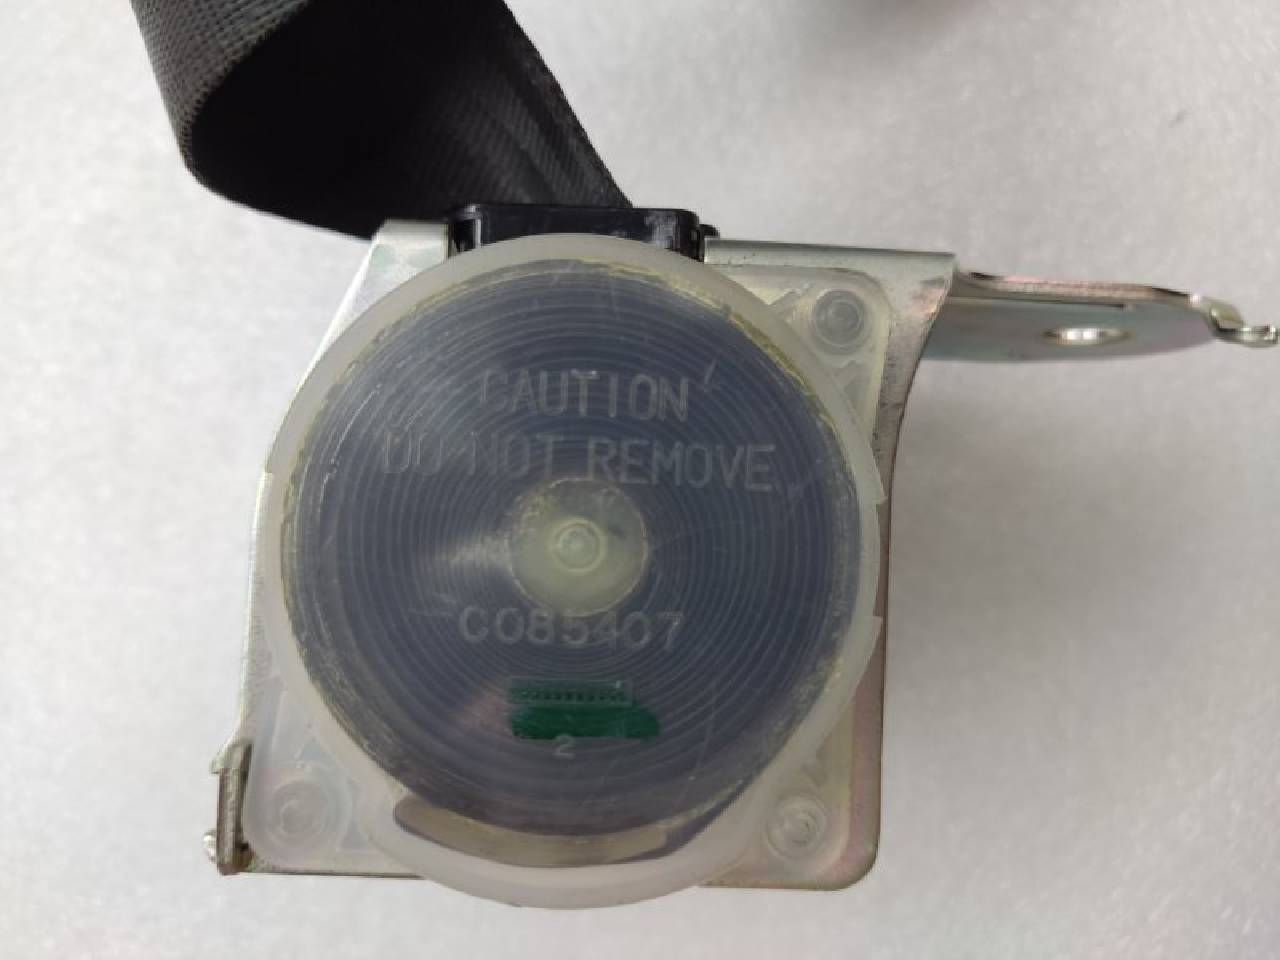 CAUTION
DO NOT REMOVE
C085407
2